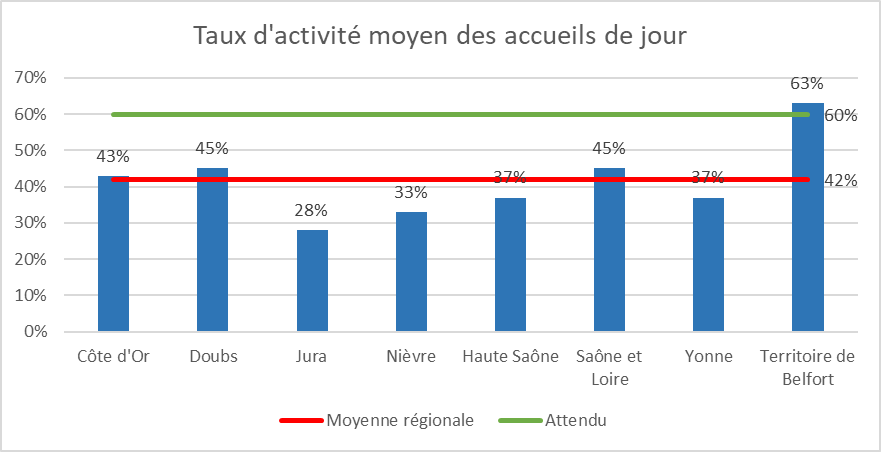 Taux d'activité moyen des accueils de jour
70%
60%
50%
40%
30%
20%
10%
0%
43%
45%
28%
33%
37%
45%
37%
63%
60%
42%
Côte d'Or
Doubs
Jura
Nièvre
Haute Saône
Saône et
Loire
Yonne
Territoire de
Belfort
Moyenne régionale
Attendu